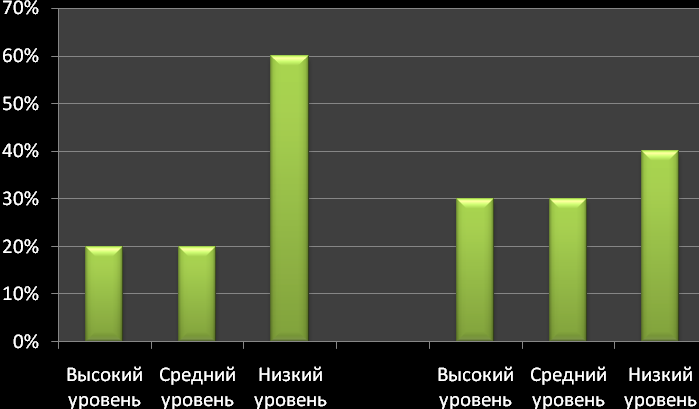 70%
60%
50%
40%
30%
20%
10%
0%
Высокий
уровень
Средний
уровень
Низкий
уровень
Высокий
уровень
Средний
уровень
Низкий
уровень